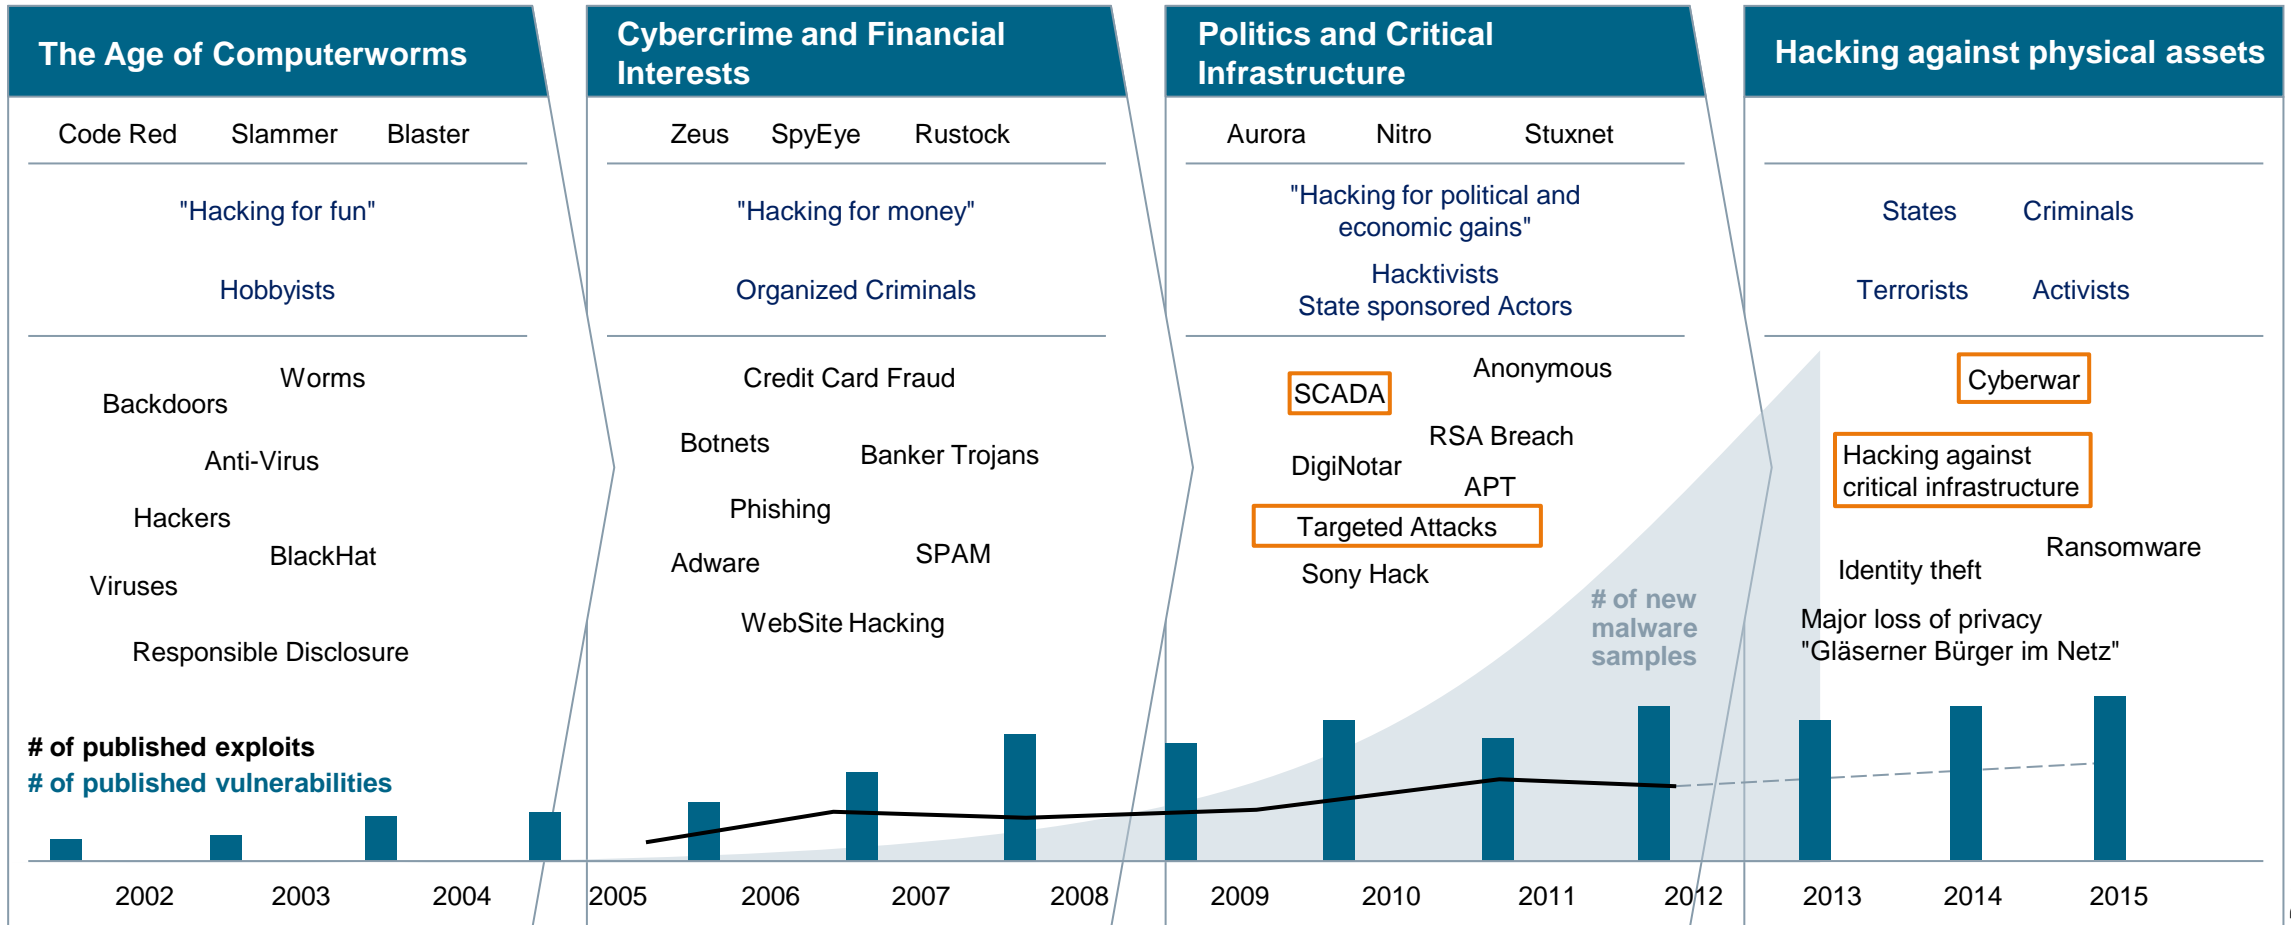 The Age of Computerworms
Code Red Slammer Blaster
"Hacking for fun"
Hobbyists
Worms
Backdoors
Anti-Virus
Hackers
BlackHat
Viruses
Responsible Disclosure
Cybercrime and Financial
Interests
Zeus SpyEye Rustock
"Hacking for money"
Organized Criminals
Credit Card Fraud
Botnets
Banker Trojans
Phishing
SPAM
Adware
WebSite Hacking
Politics and Critical
Infrastructure
Aurora Nitro Stuxnet
"Hacking for political and
economic gains"
Hacktivists
State sponsored Actors
Anonymous
SCADA
RSA Breach
DigiNotar
APT
Targeted Attacks
Sony Hack
# of new
malware
samples
Hacking against physical assets
States Criminals
Terrorists Activists
Cyberwar
Hacking against
critical infrastructure
Ransomware
Identity theft
Major loss of privacy
"Gläserner Bürger im Netz"
# of published exploits
# of published vulnerabilities
2002 2003 2004 2005 2006 2007 2008 2009 2010 2011 2012 2013 2014 2015